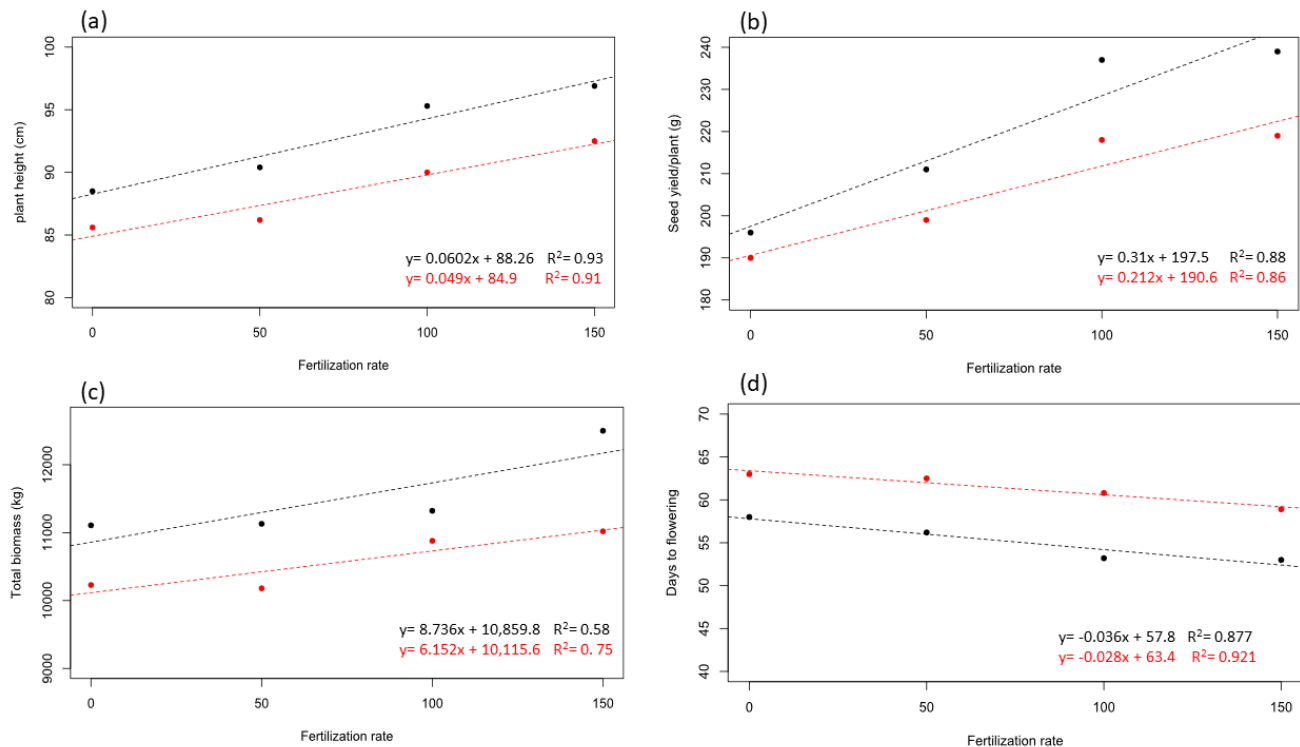 (a)
plant height (cm)
100
95
90
85
80
y= 0.0602x + 88.26 R²= 0.93
y= 0.049x + 84.9 R²= 0.91
0 50 100 150
Fertilization rate
(b)
Seed yield/plant (g)
240
230
220
210
200
190
180
y= 0.31x + 197.5 R²= 0.88
y= 0.212x + 190.6 R²= 0.86
0 50 100 150
Fertilization rate
(c)
Total biomass (kg)
12000
11000
10000
9000
y= 8.736x + 10,859.8 R²= 0.58
y= 6.152x + 10,115.6 R²= 0. 75
0 50 100 150
Fertilization rate
(d)
Days to flowering
70
65
60
55
50
45
40
y= -0.036x + 57.8 R²= 0.877
y= -0.028x + 63.4 R²= 0.921
0 50 100 150
Fertilization rate